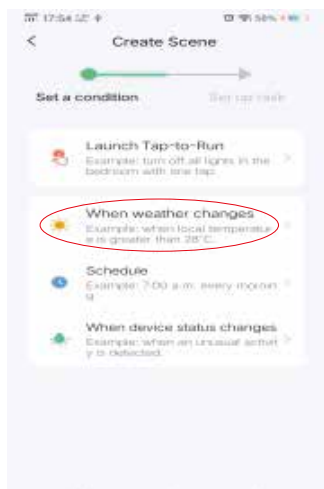 17:54
50%
Create Scene
Set a condition
Set up task
Launch Tap-to-Run
Example: turn off all lights in the
bedroom with one tap.
When weather changes
Example: when local temperatur
e is greater than 28°C.
Schedule
Example: 7:00 a.m. every mornin
g.
When device status changes
Example: when an unusual activit
y is detected.